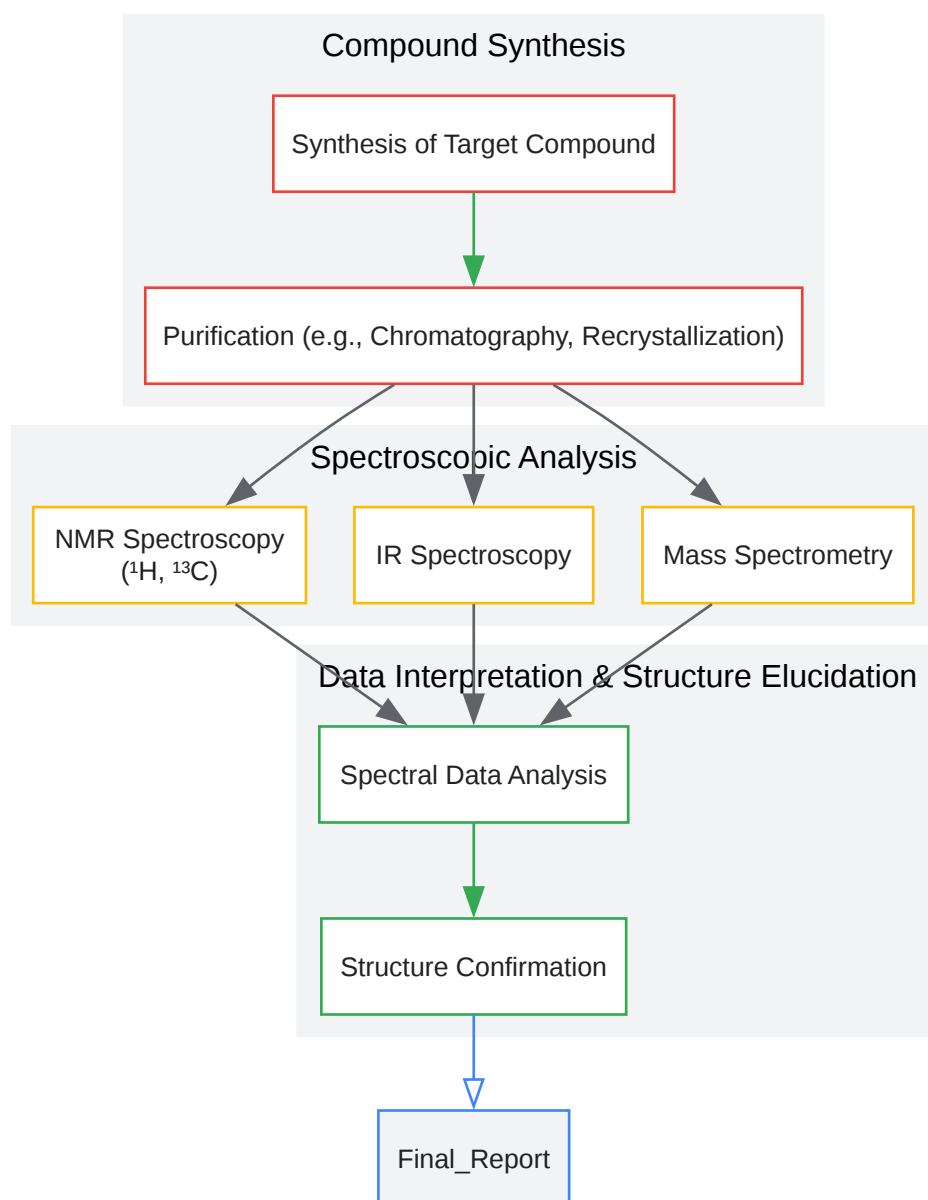 Compound Synthesis
Synthesis of Target Compound
Purification (e.g., Chromatography, Recrystallization)
Spectroscopic Analysis
NMR Spectroscopy
(¹H, ¹³C)
IR Spectroscopy
Mass Spectrometry
Data Interpretation & Structure Elucidation
Spectral Data Analysis
Structure Confirmation
Final_Report